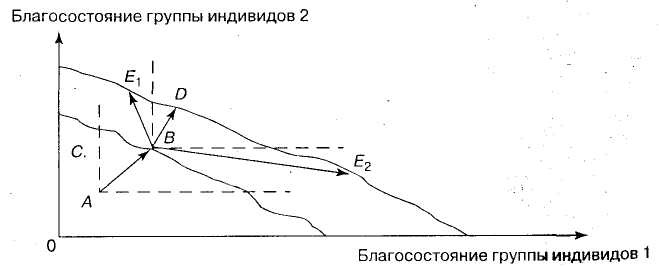 Благосостояние группы индивидов 2
E1
D
B
C.
E2
A
0
Благосостояние группы индивидов 1